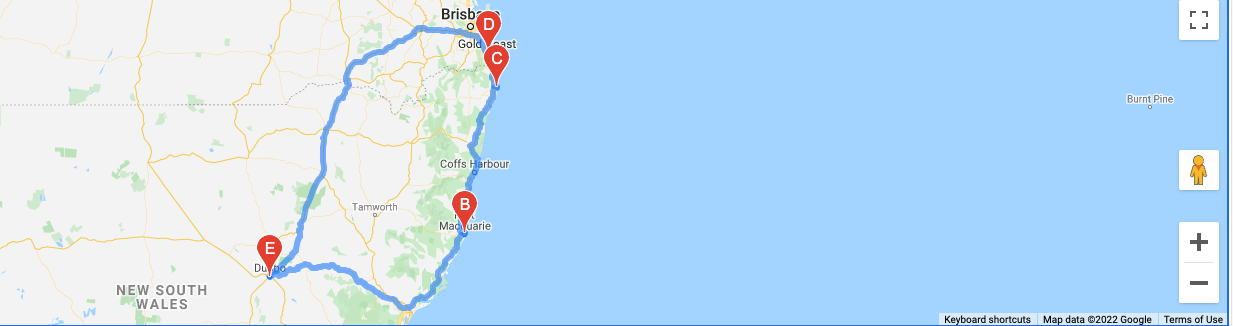 Brisbane
D
Gold Coast
C
Burnt Pine
Coffs Harbour
Tamworth
B
Macquarie
E
Dubbo
NEW SOUTH
WALES
Keyboard shortcuts
Map data ©2022 Google
Terms of Use